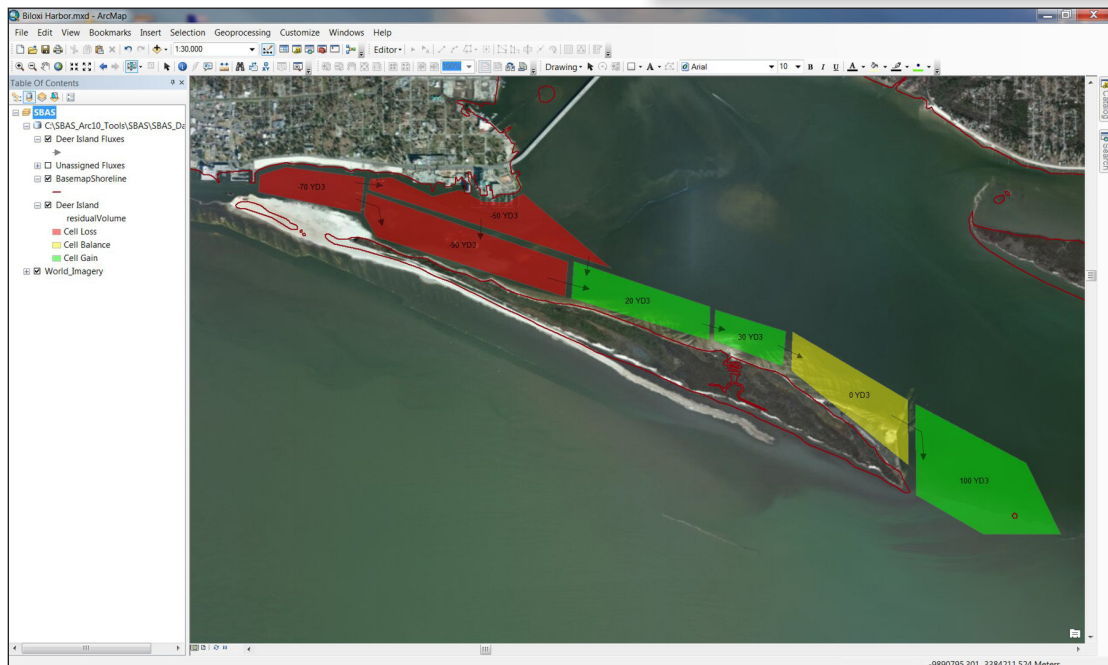 Biloxi Harbor.mxd - ArcMap
File Edit View Bookmarks Insert Selection Geoprocessing Customize Windows Help
1:30,000 Editor
Drawing Arial 10 B I U A
Table Of Contents
SBAS
C:\SBAS_Arc10_Tools\SBAS\SBAS_Da
Deer Island Fluxes
Unassigned Fluxes
BasemapShoreline
Deer Island
residualVolume
Cell Loss
Cell Balance
Cell Gain
World_Imagery
-70 YD3
-50 YD3
YD3
20 YD3
30 YD3
0 YD3
100 YD3
Catalog
Search
-9890795.301 3384211.524 Meters